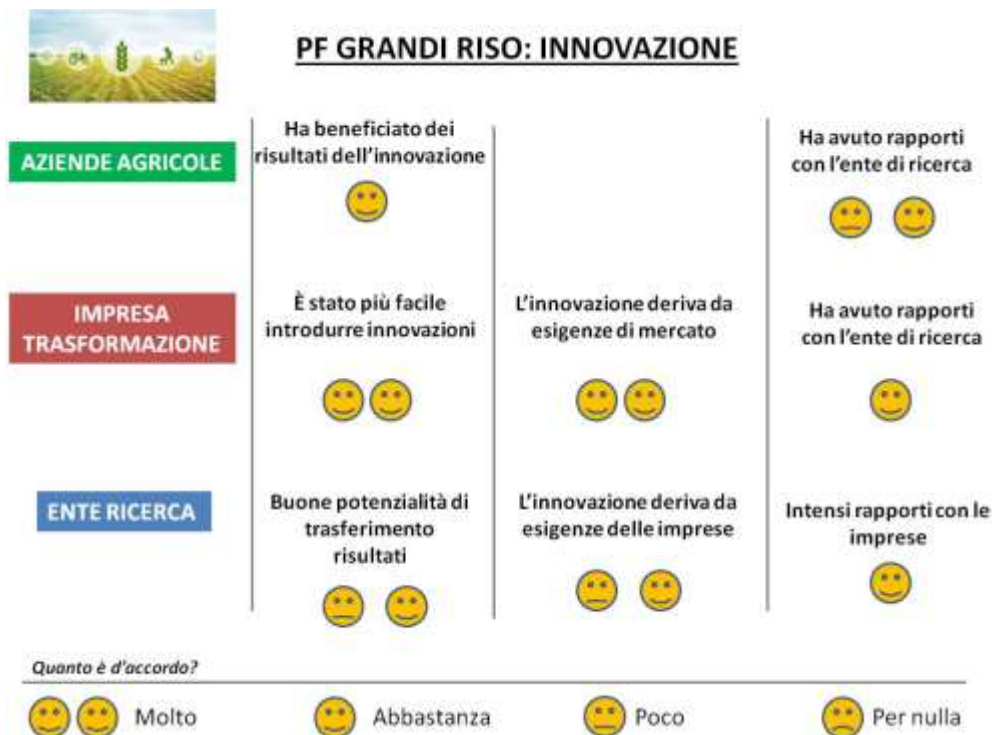 PF GRANDI RISO: INNOVAZIONE
AZIENDE AGRICOLE
Ha beneficiato dei
risultati dell'innovazione
Ha avuto rapporti
con l'ente di ricerca
IMPRESA
TRASFORMAZIONE
È stato più facile
introdurre innovazioni
L'innovazione deriva da
esigenze di mercato
Ha avuto rapporti
con l'ente di ricerca
ENTE RICERCA
Buone potenzialità di
trasferimento
risultati
L'innovazione deriva da
esigenze delle imprese
Intensi rapporti con le
imprese
Quanto è d'accordo?
Molto
Abbastanza
Poco
Per nulla